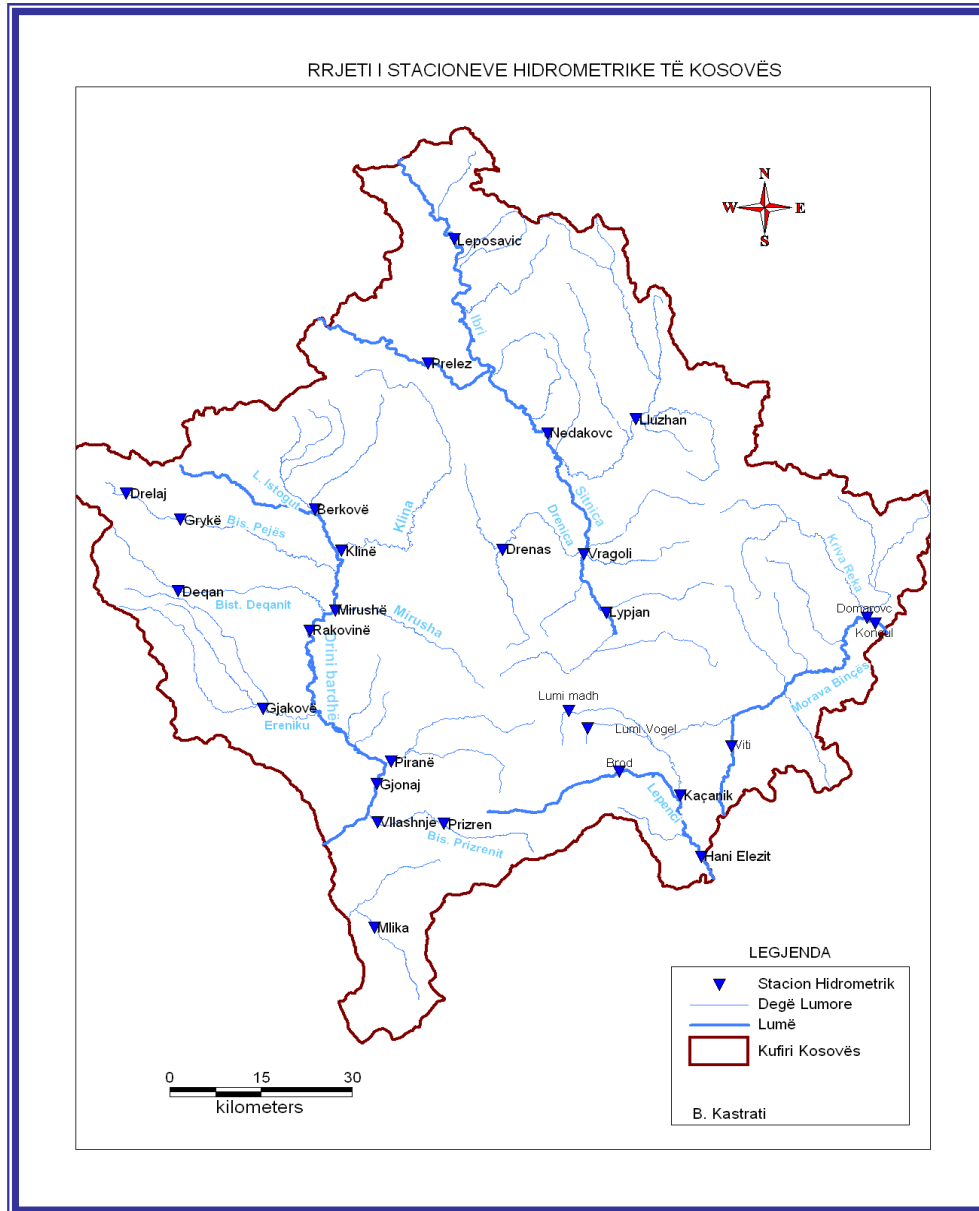 RRJETI I STACIONEVE HIDROMETRIKE TË KOSOVËS
N
W
E
S
Leposavic
Ibri
Prelez
Lluzhan
Nedakovc
Drelaj
L. Istogut
Sitnica
Berkovë
Grykë
Bis. Pejës
Klina
Drenica
Klinë
Drenas
Vragoli
Kriva Reka
Deqan
Bist. Deqanit
Mirushë
Mirusha
Lypjan
Domarovc
Rakovinë
Koncul
Drini bardhë
Morava Binçës
Lumi madh
Gjakovë
Ereniku
Lumi Vogel
Viti
Piranë
Brod
Gjonaj
Lepenci
Kaçanik
Vllashnje
Prizren
Bis. Prizrenit
Hani Elezit
Mlika
LEGJENDA
Stacion Hidrometrik
Degë Lumore
Lumë
Kufiri Kosovës
0 15 30
kilometers
B. Kastrati